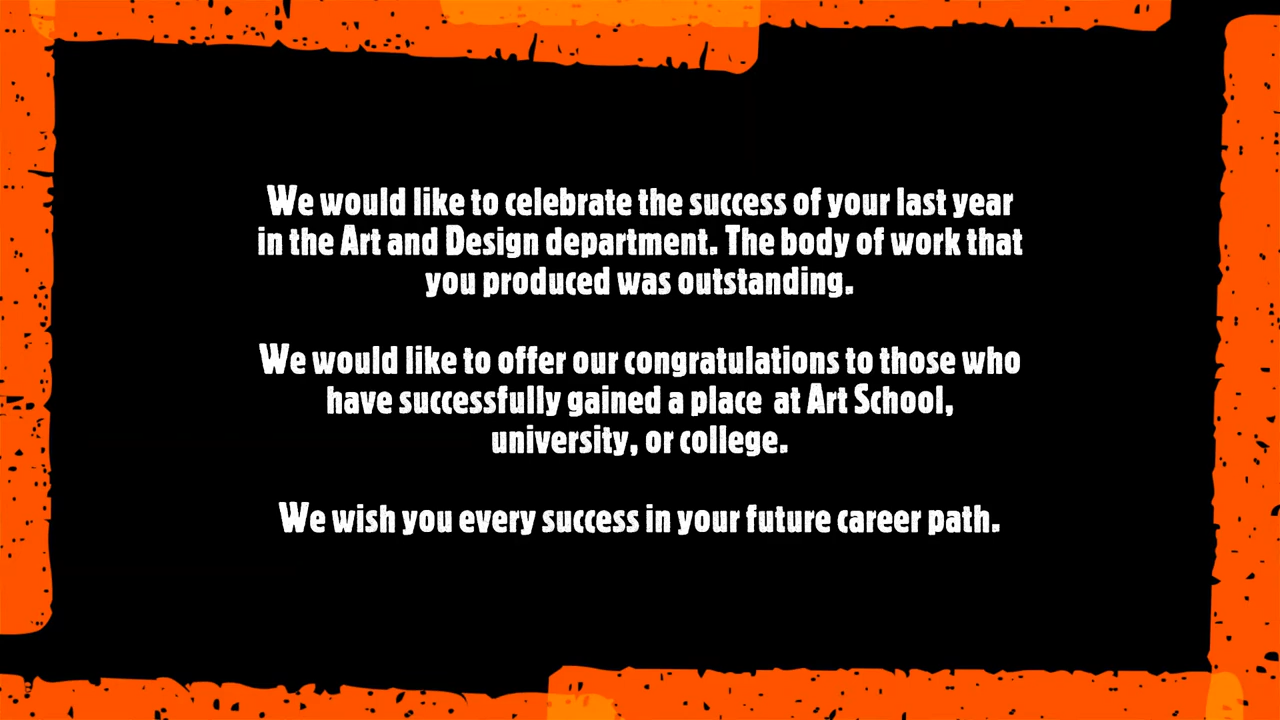 We would like to celebrate the success of your last year
in the Art and Design department. The body of work that
you produced was outstanding.
We would like to offer our congratulations to those who
have successfully gained a place at Art School,
university, or college.
We wish you every success in your future career path.